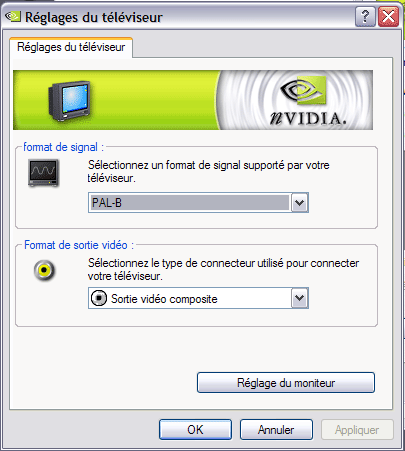 Réglages du téléviseur
Réglages du téléviseur
nVIDIA.
format de signal :
Sélectionnez un format de signal supporté par votre
téléviseur.
PAL-B
Format de sortie vidéo :
Sélectionnez le type de connecteur utilisé pour connecter
votre téléviseur.
Sortie vidéo composite
Réglage du moniteur
OK
Annuler
Appliquer